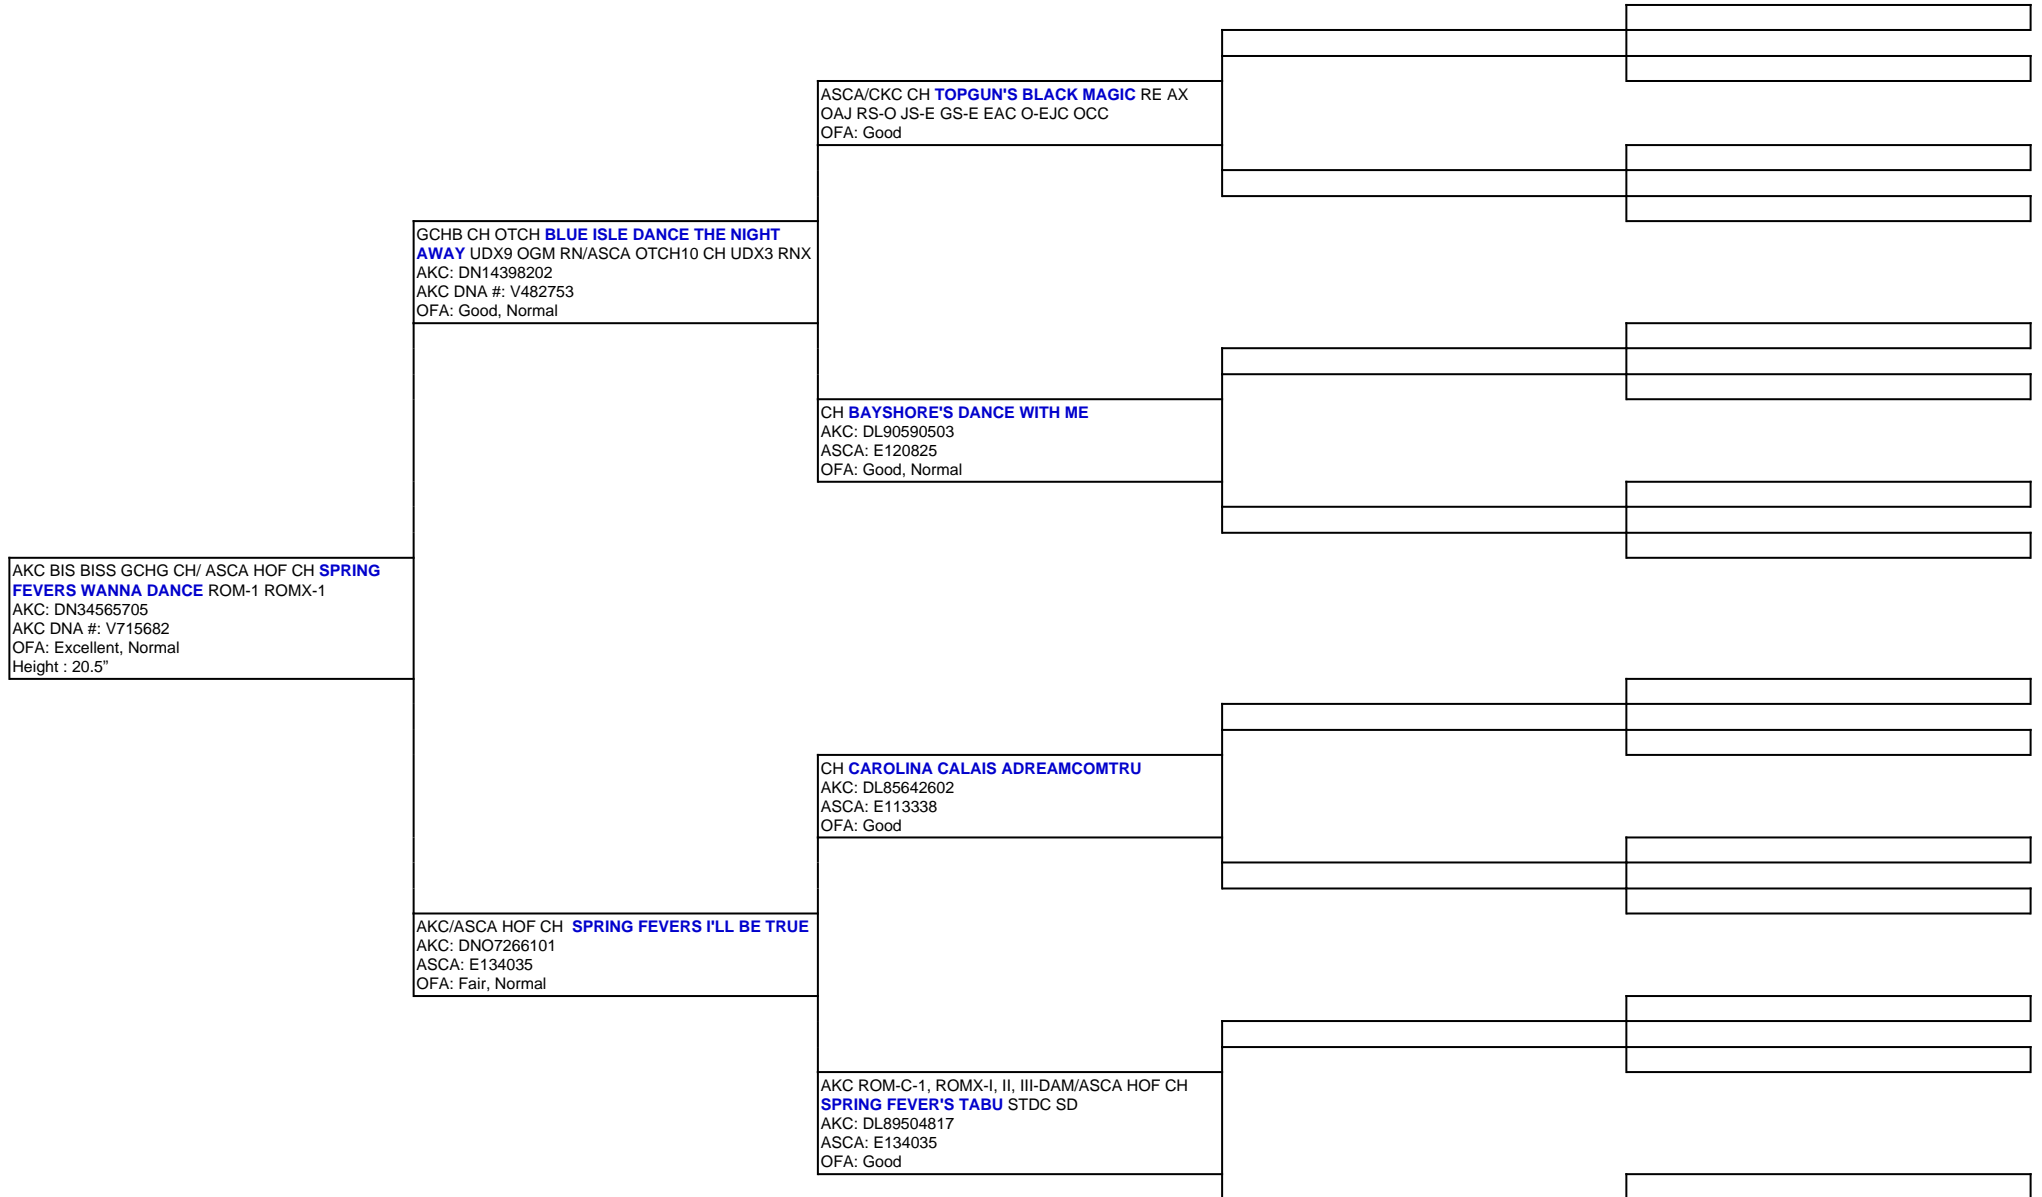 ASCA/CKC CH TOPGUN'S BLACK MAGIC RE AX
OAJ RS-O JS-E GS-E EAC O-EJC OCC
OFA: Good
GCHB CH OTCH BLUE ISLE DANCE THE NIGHT
AWAY UDX9 OGM RN/ASCA OTCH10 CH UDX3 RNX
AKC: DN14398202
AKC DNA #: V482753
OFA: Good, Normal
CH BAYSHORE'S DANCE WITH ME
AKC: DL90590503
ASCA: E120825
OFA: Good, Normal
AKC BIS BISS GCHG CH/ ASCA HOF CH SPRING
FEVERS WANNA DANCE ROM-1 ROMX-1
AKC: DN34565705
AKC DNA #: V715682
OFA: Excellent, Normal
Height : 20.5”
CH CAROLINA CALAIS ADREAMCOMTRU
AKC: DL85642602
ASCA: E113338
OFA: Good
AKC/ASCA HOF CH  SPRING FEVERS I'LL BE TRUE
AKC: DNO7266101
ASCA: E134035
OFA: Fair, Normal
AKC ROM-C-1, ROMX-I, II, III-DAM/ASCA HOF CH
SPRING FEVER'S TABU STDC SD
AKC: DL89504817
ASCA: E134035
OFA: Good